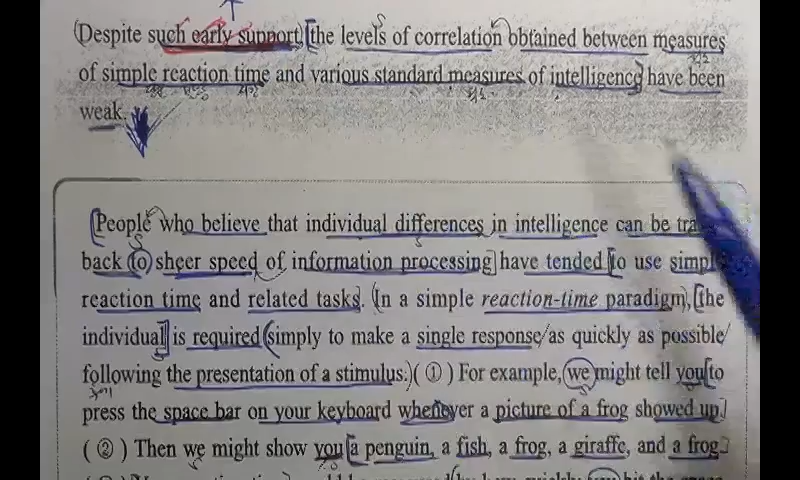 Despite such early support, the levels of correlation obtained between measures
of simple reaction time and various standard measures of intelligence have been
weak.
People who believe that individual differences in intelligence can be
back to sheer speed of information processing have tended to use
reaction time and related tasks. (In a simple reaction-time paradigm, the
individual is required simply to make a single response/as quickly as possible/
following the presentation of a stimulus.) ( ① ) For example, we might tell you to
press the space bar on your keyboard whenever a picture of a frog showed up.
( ② ) Then we might show you a penguin, a fish, a frog, a giraffe, and a frog.